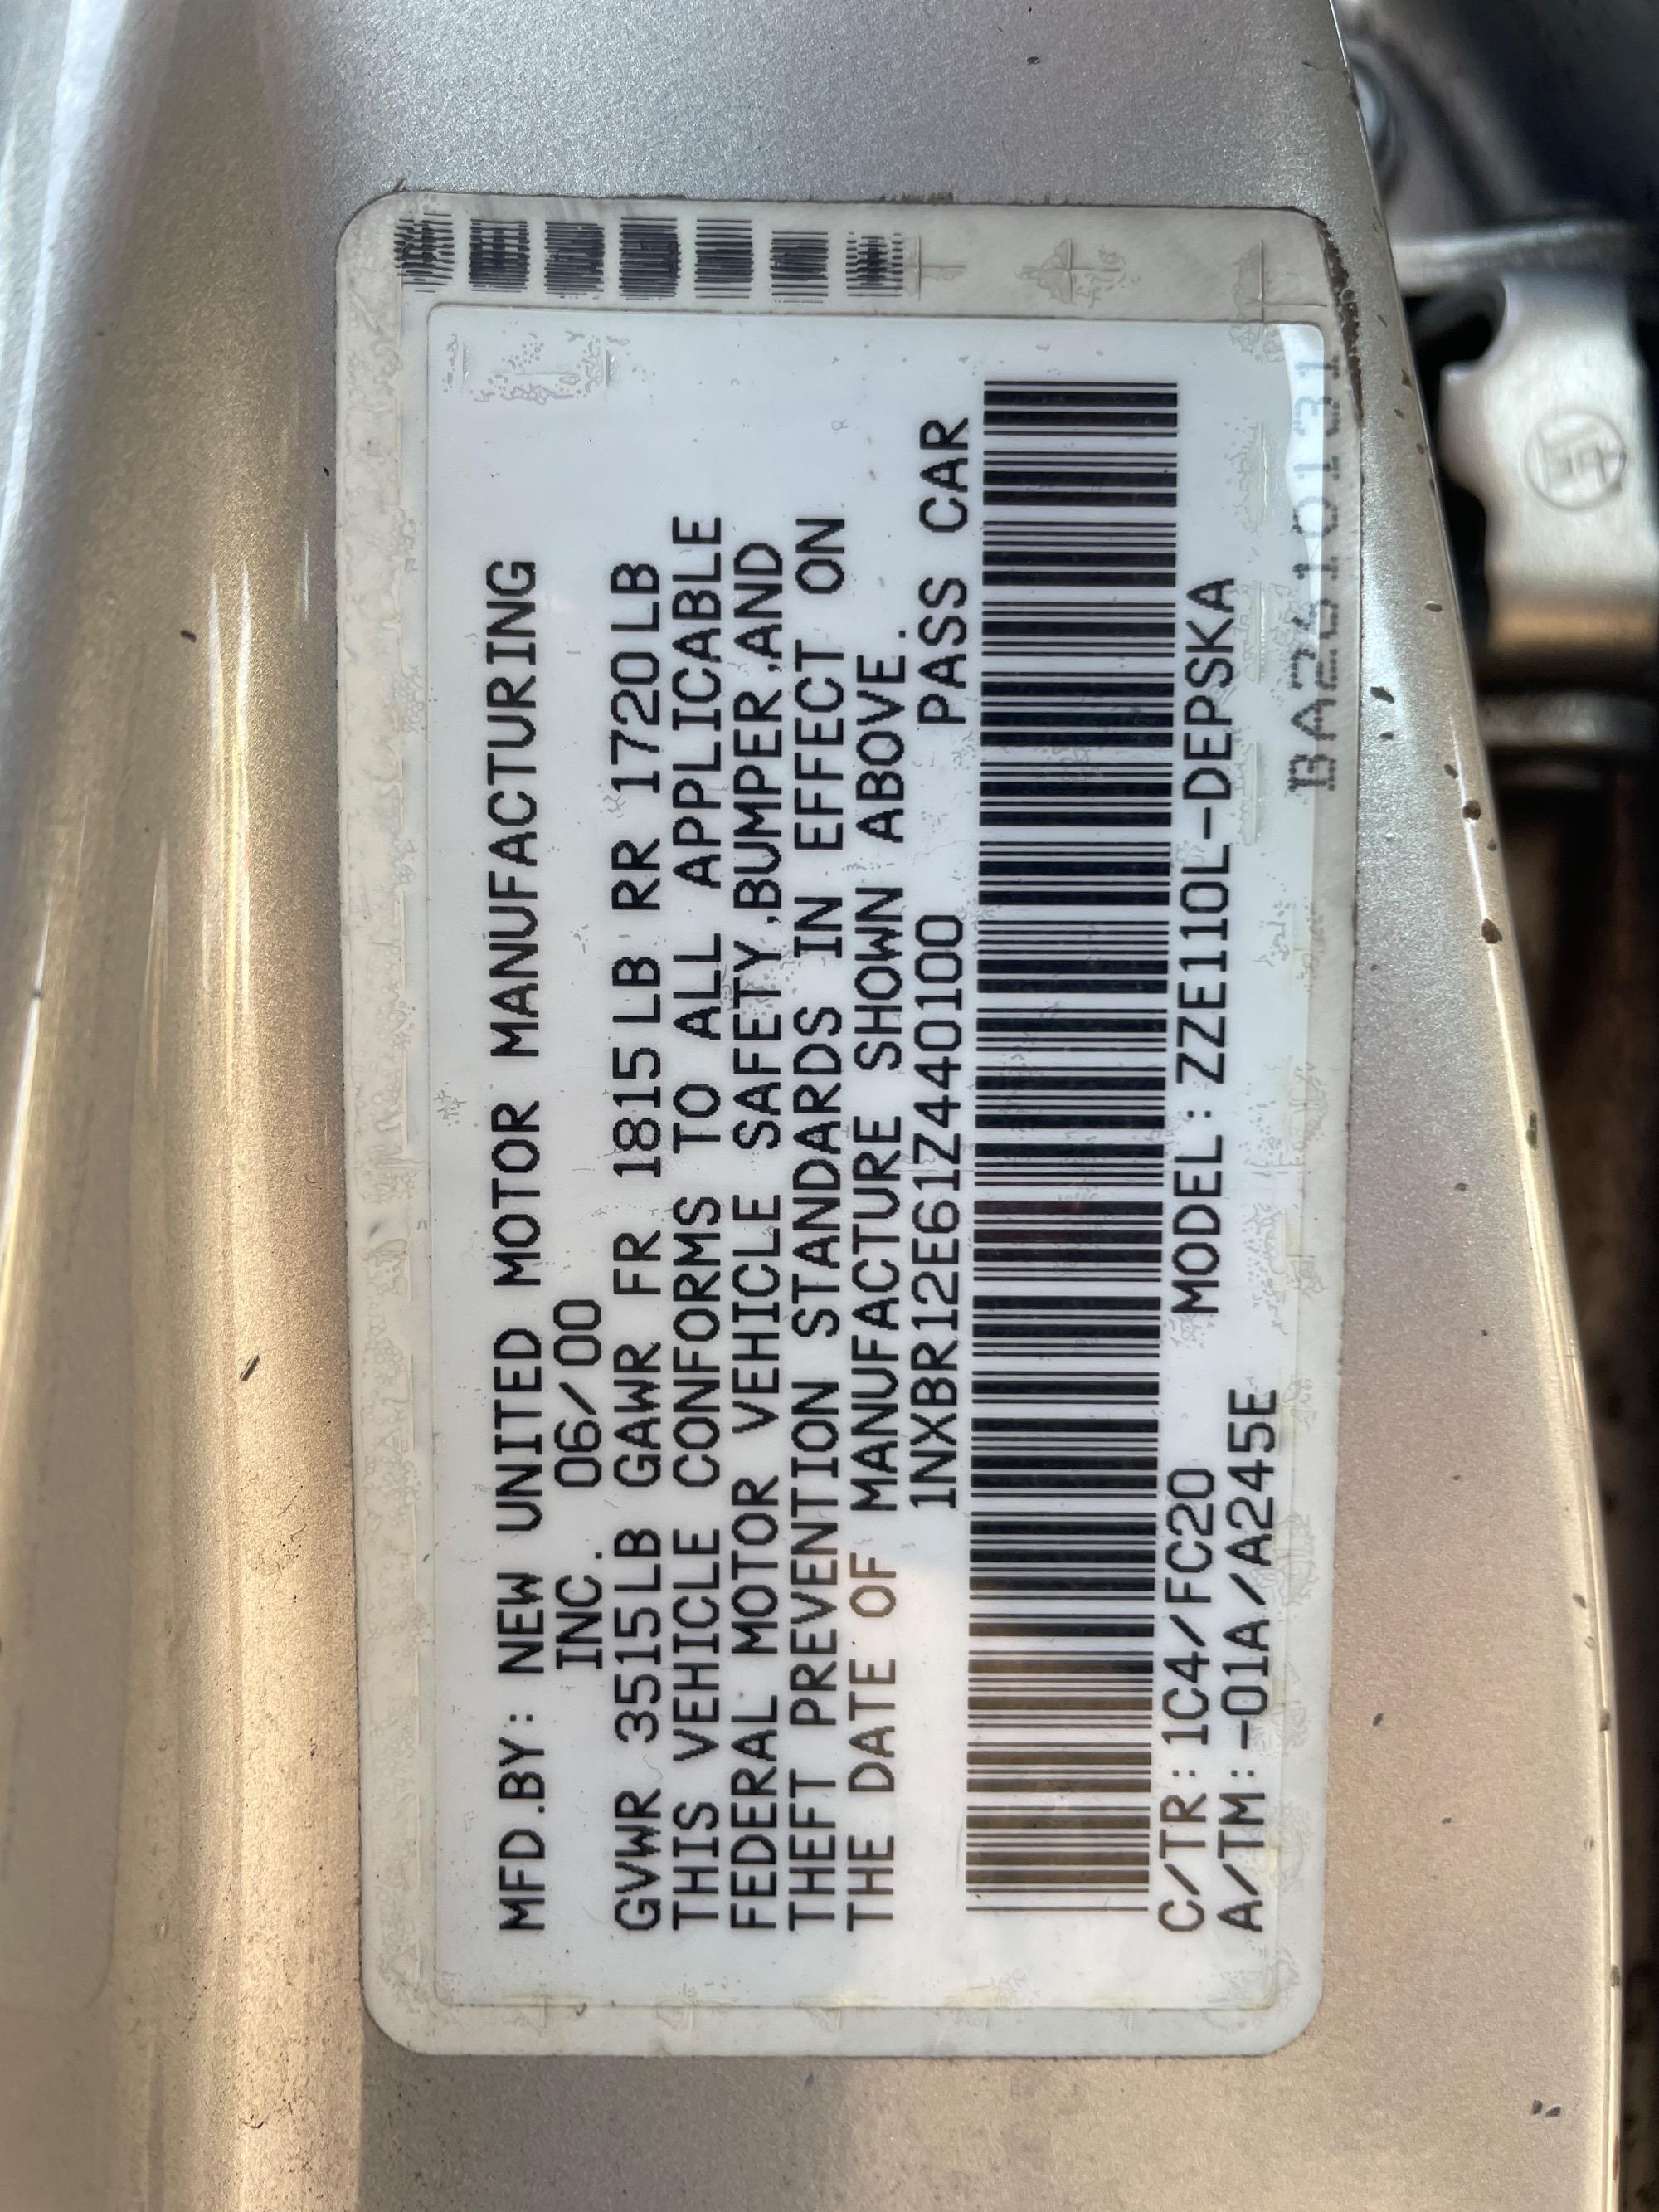 MFD.BY: NEW UNITED MOTOR MANUFACTURING
INC. 06/00
GVWR 3515LB GAWR FR 1815LB RR 1720LB
THIS VEHICLE CONFORMS TO ALL APPLICABLE
FEDERAL MOTOR VEHICLE SAFETY,BUMPER,AND
THEFT PREVENTION STANDARDS IN EFFECT ON
THE DATE OF MANUFACTURE SHOWN ABOVE.
1NXBR12E61Z440100 PASS CAR
C/TR: 1C4/FC20 MODEL: ZZE110L-DEPSKA
A/TM: -01A/A245E